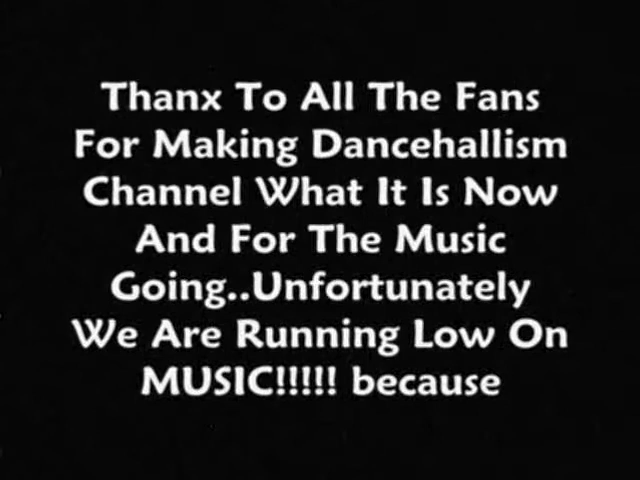 Thanx To All The Fans
For Making Dancehallism
Channel What It Is Now
And For The Music
Going..Unfortunately
We Are Running Low On
MUSIC!!!!! because